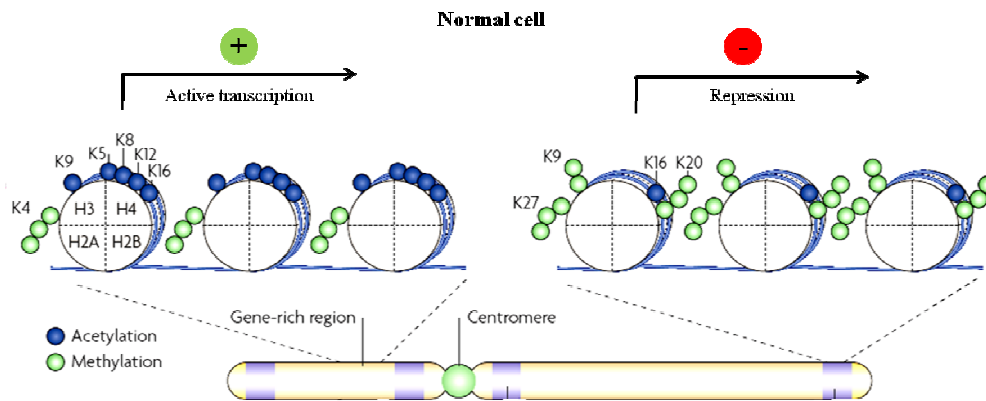 Normal cell
+
-
Active transcription
Repression
K9
K5
K8
K12
K16
K4
H3
H4
H2A
H2B
K9
K16
K20
K27
Gene-rich region
Centromere
Acetylation
Methylation